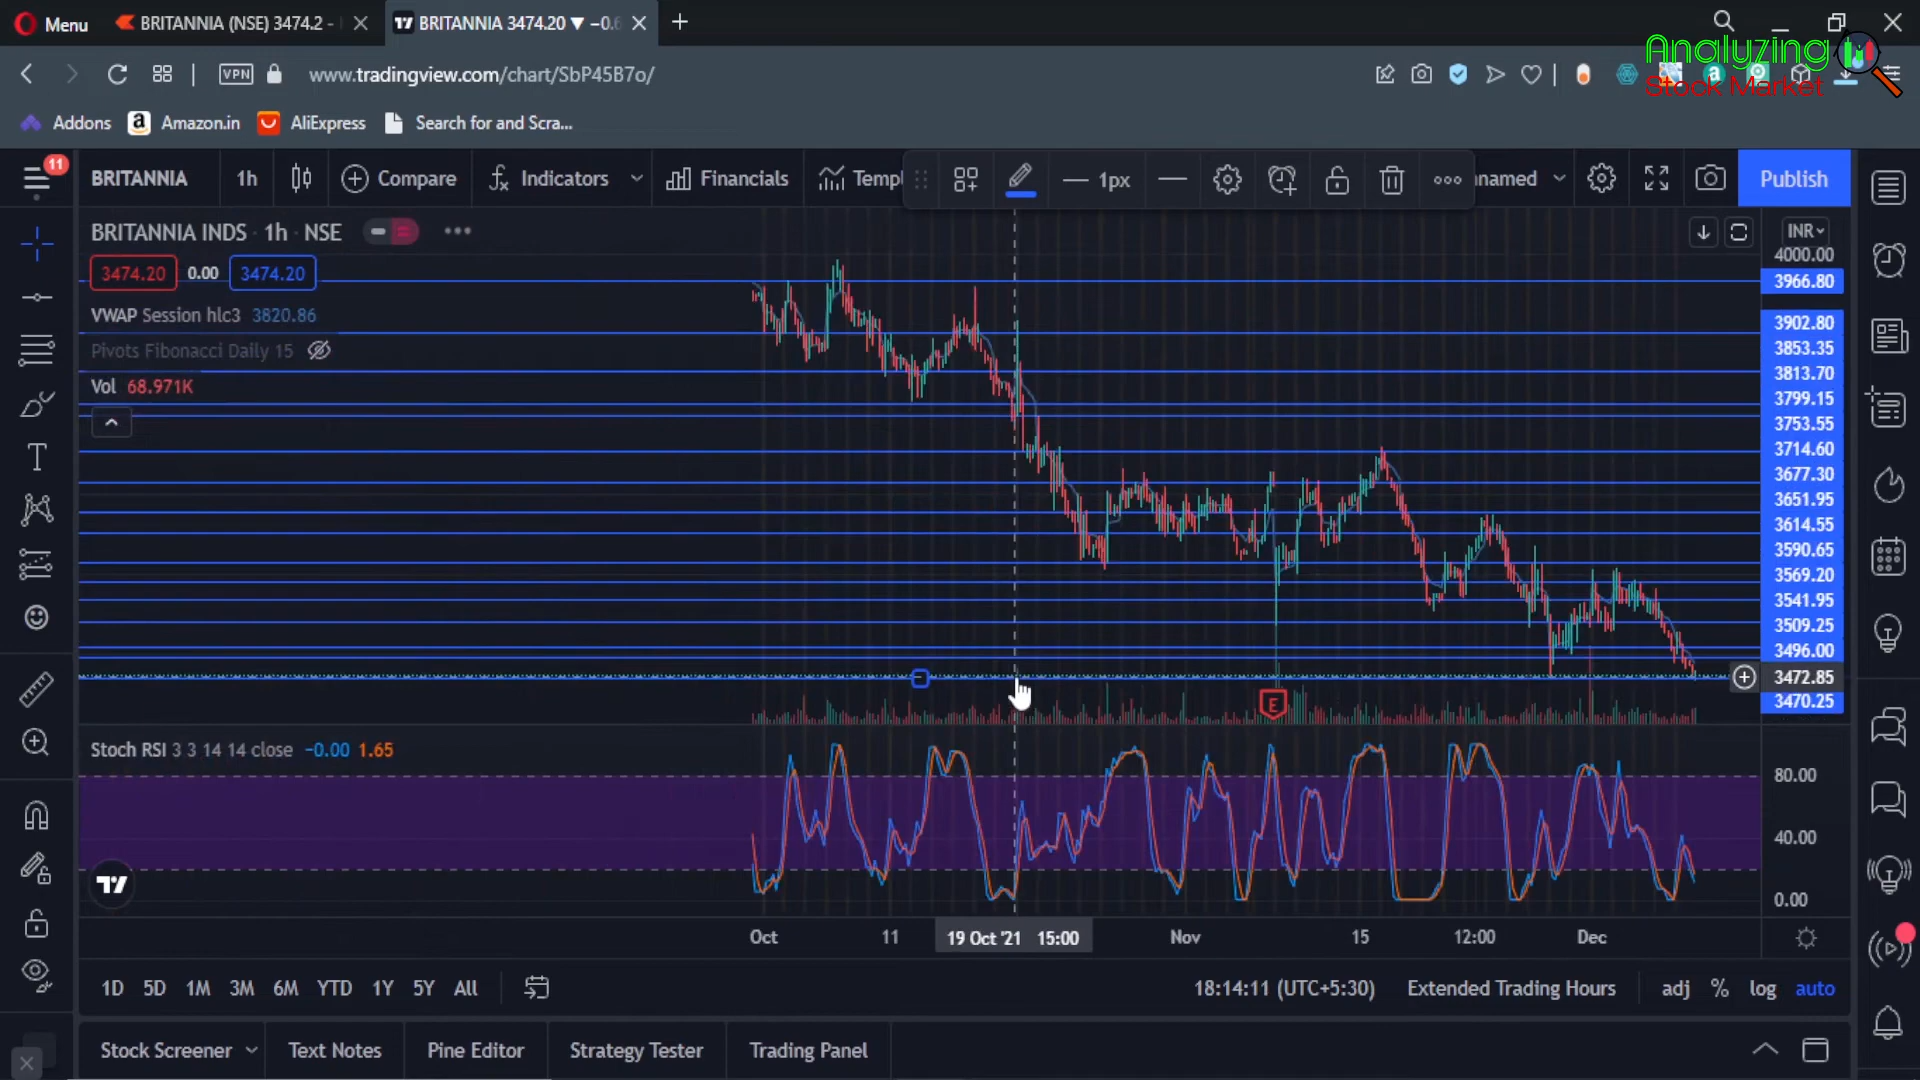 Menu
BRITANNIA (NSE) 3474.2 -
BRITANNIA 3474.20 ▼ −0.6
Analyzing
Stock Market
VPN
www.tradingview.com/chart/SbP45B7o/
Addons
Amazon.in
AliExpress
Search for and Scra...
11
BRITANNIA
1h
Compare
Indicators
Financials
Templ
1px
nnamed
Publish
BRITANNIA INDS · 1h · NSE
INR
3474.20
0.00
3474.20
VWAP Session hlc3 3820.86
Pivots Fibonacci Daily 15
Vol 68.971K
4000.00
3966.80
3902.80
3853.35
3813.70
3799.15
3753.55
3714.60
3677.30
3651.95
3614.55
3590.65
3569.20
3541.95
3509.25
3496.00
3472.85
3470.25
E
Stoch RSI 3 3 14 14 close −0.00 1.65
80.00
40.00
0.00
Oct
11
19 Oct '21 15:00
Nov
15
12:00
Dec
1D 5D 1M 3M 6M YTD 1Y 5Y All
18:14:11 (UTC+5:30)
Extended Trading Hours
adj % log auto
Stock Screener
Text Notes
Pine Editor
Strategy Tester
Trading Panel